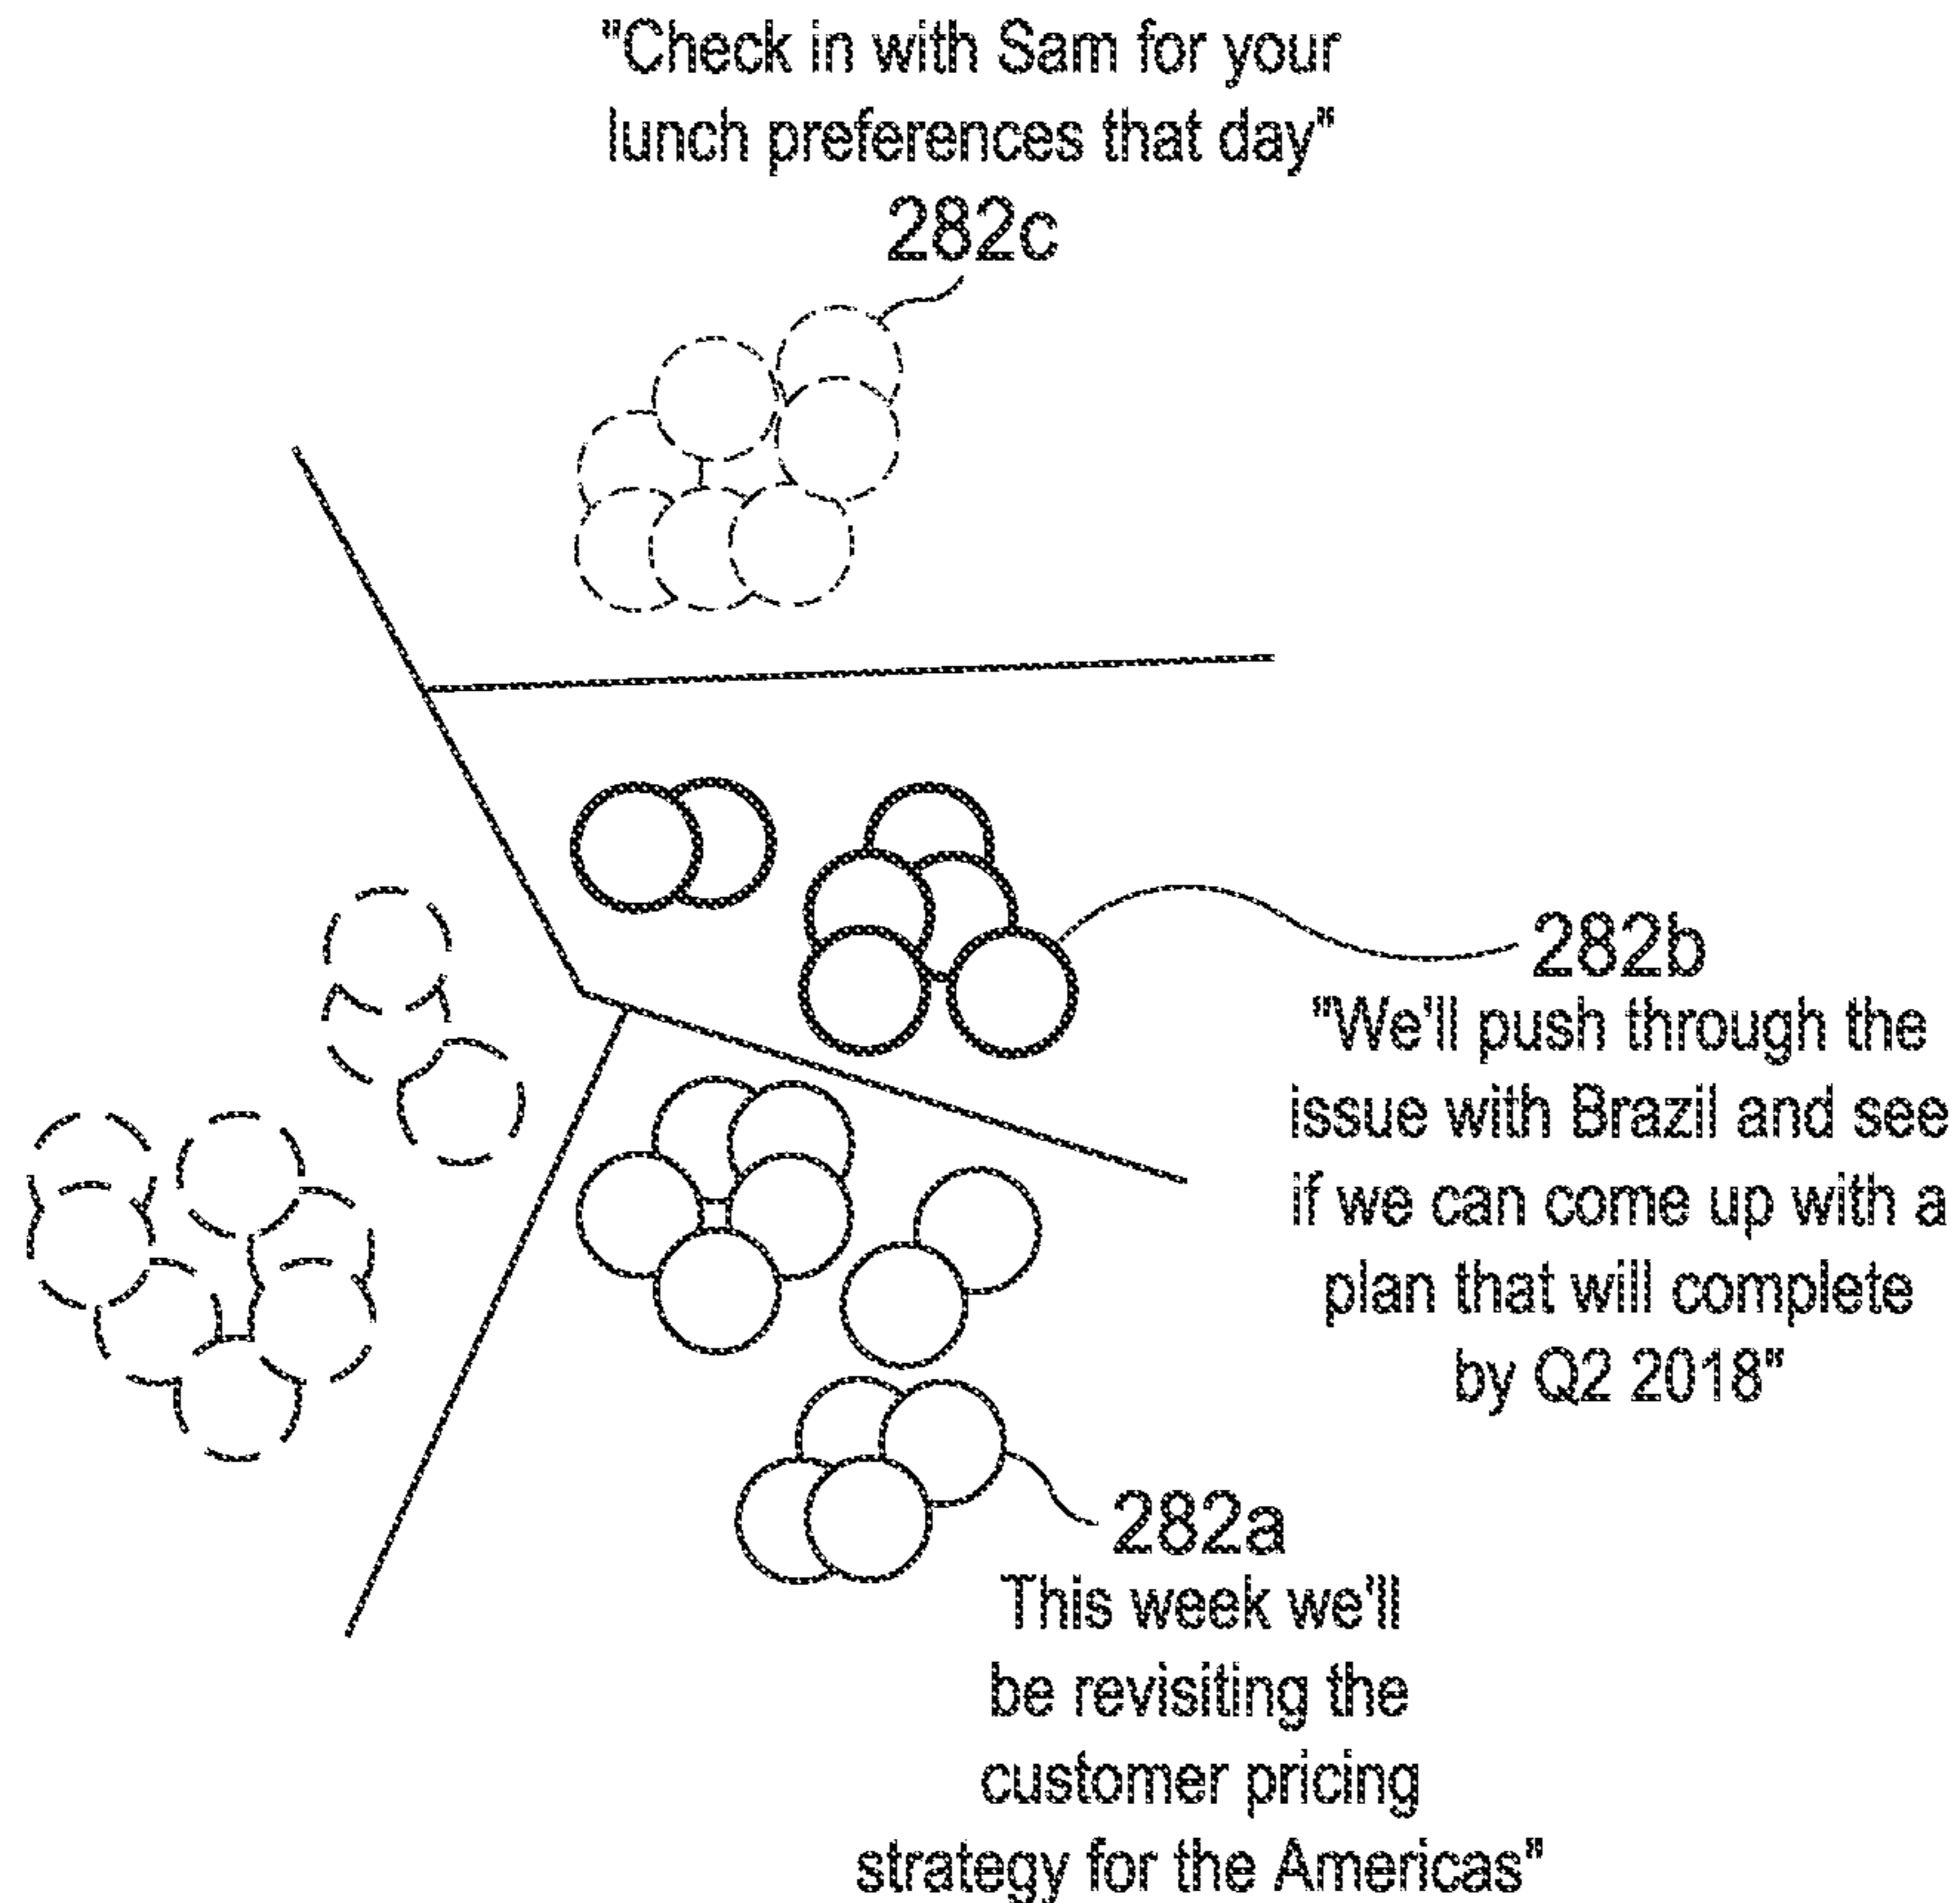 "Check in with Sam for your
lunch preferences that day"
282c
282b
"We'll push through the
issue with Brazil and see
if we can come up with a
plan that will complete
by Q2 2018"
282a
This week we'll
be revisiting the
customer pricing
strategy for the Americas"